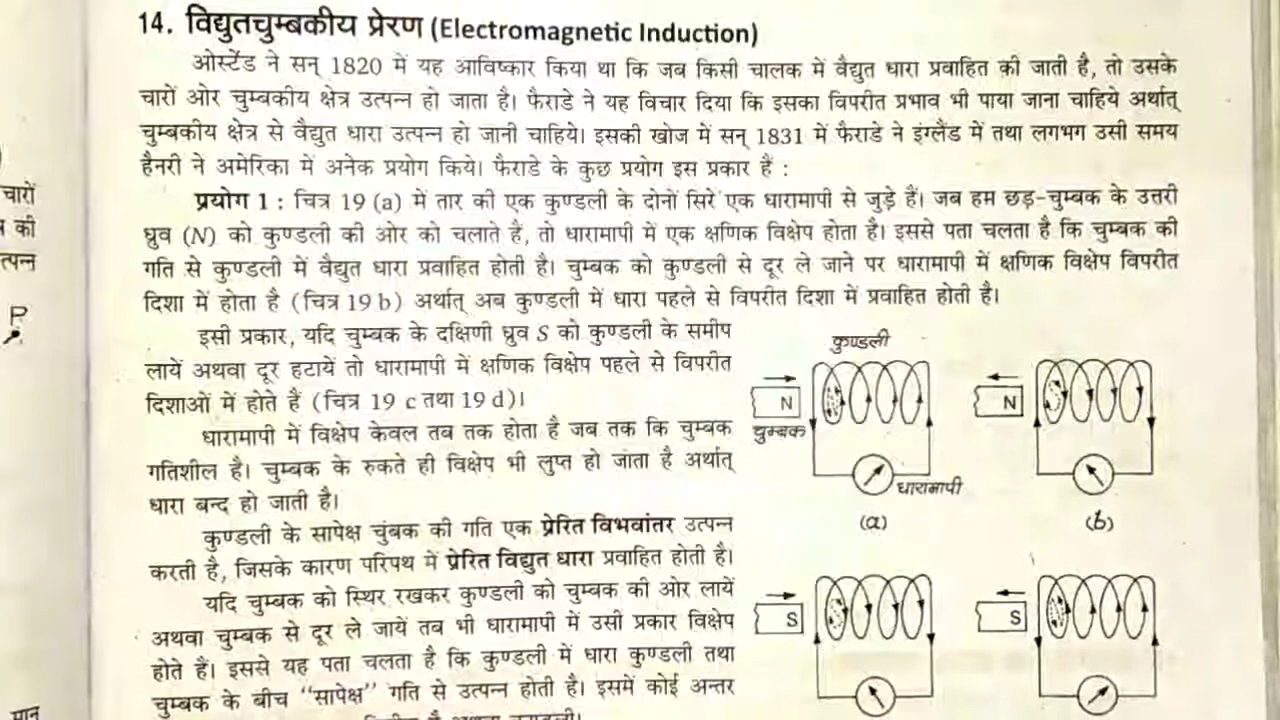 14. विद्युतचुम्बकीय प्रेरण (Electromagnetic Induction)
ओर्स्टेड ने सन् 1820 में यह आविष्कार किया था कि जब किसी चालक में वैद्युत धारा प्रवाहित की जाती है, तो उसके
चारों ओर चुम्बकीय क्षेत्र उत्पन्न हो जाता है। फैराडे ने यह विचार दिया कि इसका विपरीत प्रभाव भी पाया जाना चाहिये अर्थात्
चुम्बकीय क्षेत्र से वैद्युत धारा उत्पन्न हो जानी चाहिये। इसकी खोज में सन् 1831 में फैराडे ने इंग्लैंड में तथा लगभग उसी समय
हैनरी ने अमेरिका में अनेक प्रयोग किये। फैराडे के कुछ प्रयोग इस प्रकार हैं :
प्रयोग 1 : चित्र 19 (a) में तार की एक कुण्डली के दोनों सिरे एक धारामापी से जुड़े हैं। जब हम छड़-चुम्बक के उत्तरी
ध्रुव (N) को कुण्डली की ओर को चलाते है, तो धारामापी में एक क्षणिक विक्षेप होता है। इससे पता चलता है कि चुम्बक की
गति से कुण्डली में वैद्युत धारा प्रवाहित होती है। चुम्बक को कुण्डली से दूर ले जाने पर धारामापी में क्षणिक विक्षेप विपरीत
दिशा में होता है (चित्र 19 b) अर्थात् अब कुण्डली में धारा पहले से विपरीत दिशा में प्रवाहित होती है।
इसी प्रकार, यदि चुम्बक के दक्षिणी ध्रुव S को कुण्डली के समीप
लायें अथवा दूर हटायें तो धारामापी में क्षणिक विक्षेप पहले से विपरीत
दिशाओं में होते हैं (चित्र 19 c तथा 19 d)।
धारामापी में विक्षेप केवल तब तक होता है जब तक कि चुम्बक
गतिशील है। चुम्बक के रुकते ही विक्षेप भी लुप्त हो जाता है अर्थात्
धारा बन्द हो जाती है।
कुण्डली के सापेक्ष चुंबक की गति एक प्रेरित विभवांतर उत्पन्न
करती है, जिसके कारण परिपथ में प्रेरित विद्युत धारा प्रवाहित होती है।
यदि चुम्बक को स्थिर रखकर कुण्डली को चुम्बक की ओर लायें
अथवा चुम्बक से दूर ले जायें तब भी धारामापी में उसी प्रकार विक्षेप
होते हैं। इससे यह पता चलता है कि कुण्डली में धारा कुण्डली तथा
चुम्बक के बीच "सापेक्ष" गति से उत्पन्न होती है। इसमें कोई अन्तर
कुण्डली
N
चुम्बक
धारामापी
(a)
N
(b)
S
S
चारों
की
त्पन्न
P
मान